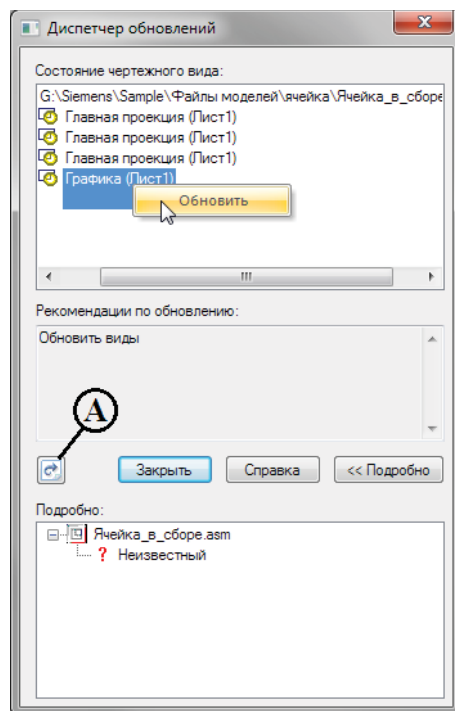 Диспетчер обновлений
Состояние чертежного вида:
G:\Siemens\Sample\Файлы моделей\ячейка\Ячейка_в_сборе
Главная проекция (Лист1)
Главная проекция (Лист1)
Главная проекция (Лист1)
Графика (Лист1)
Обновить
Рекомендации по обновлению:
Обновить виды
A
Закрыть
Справка
<< Подробно
Подробно:
Ячейка_в_сборе.asm
? Неизвестный